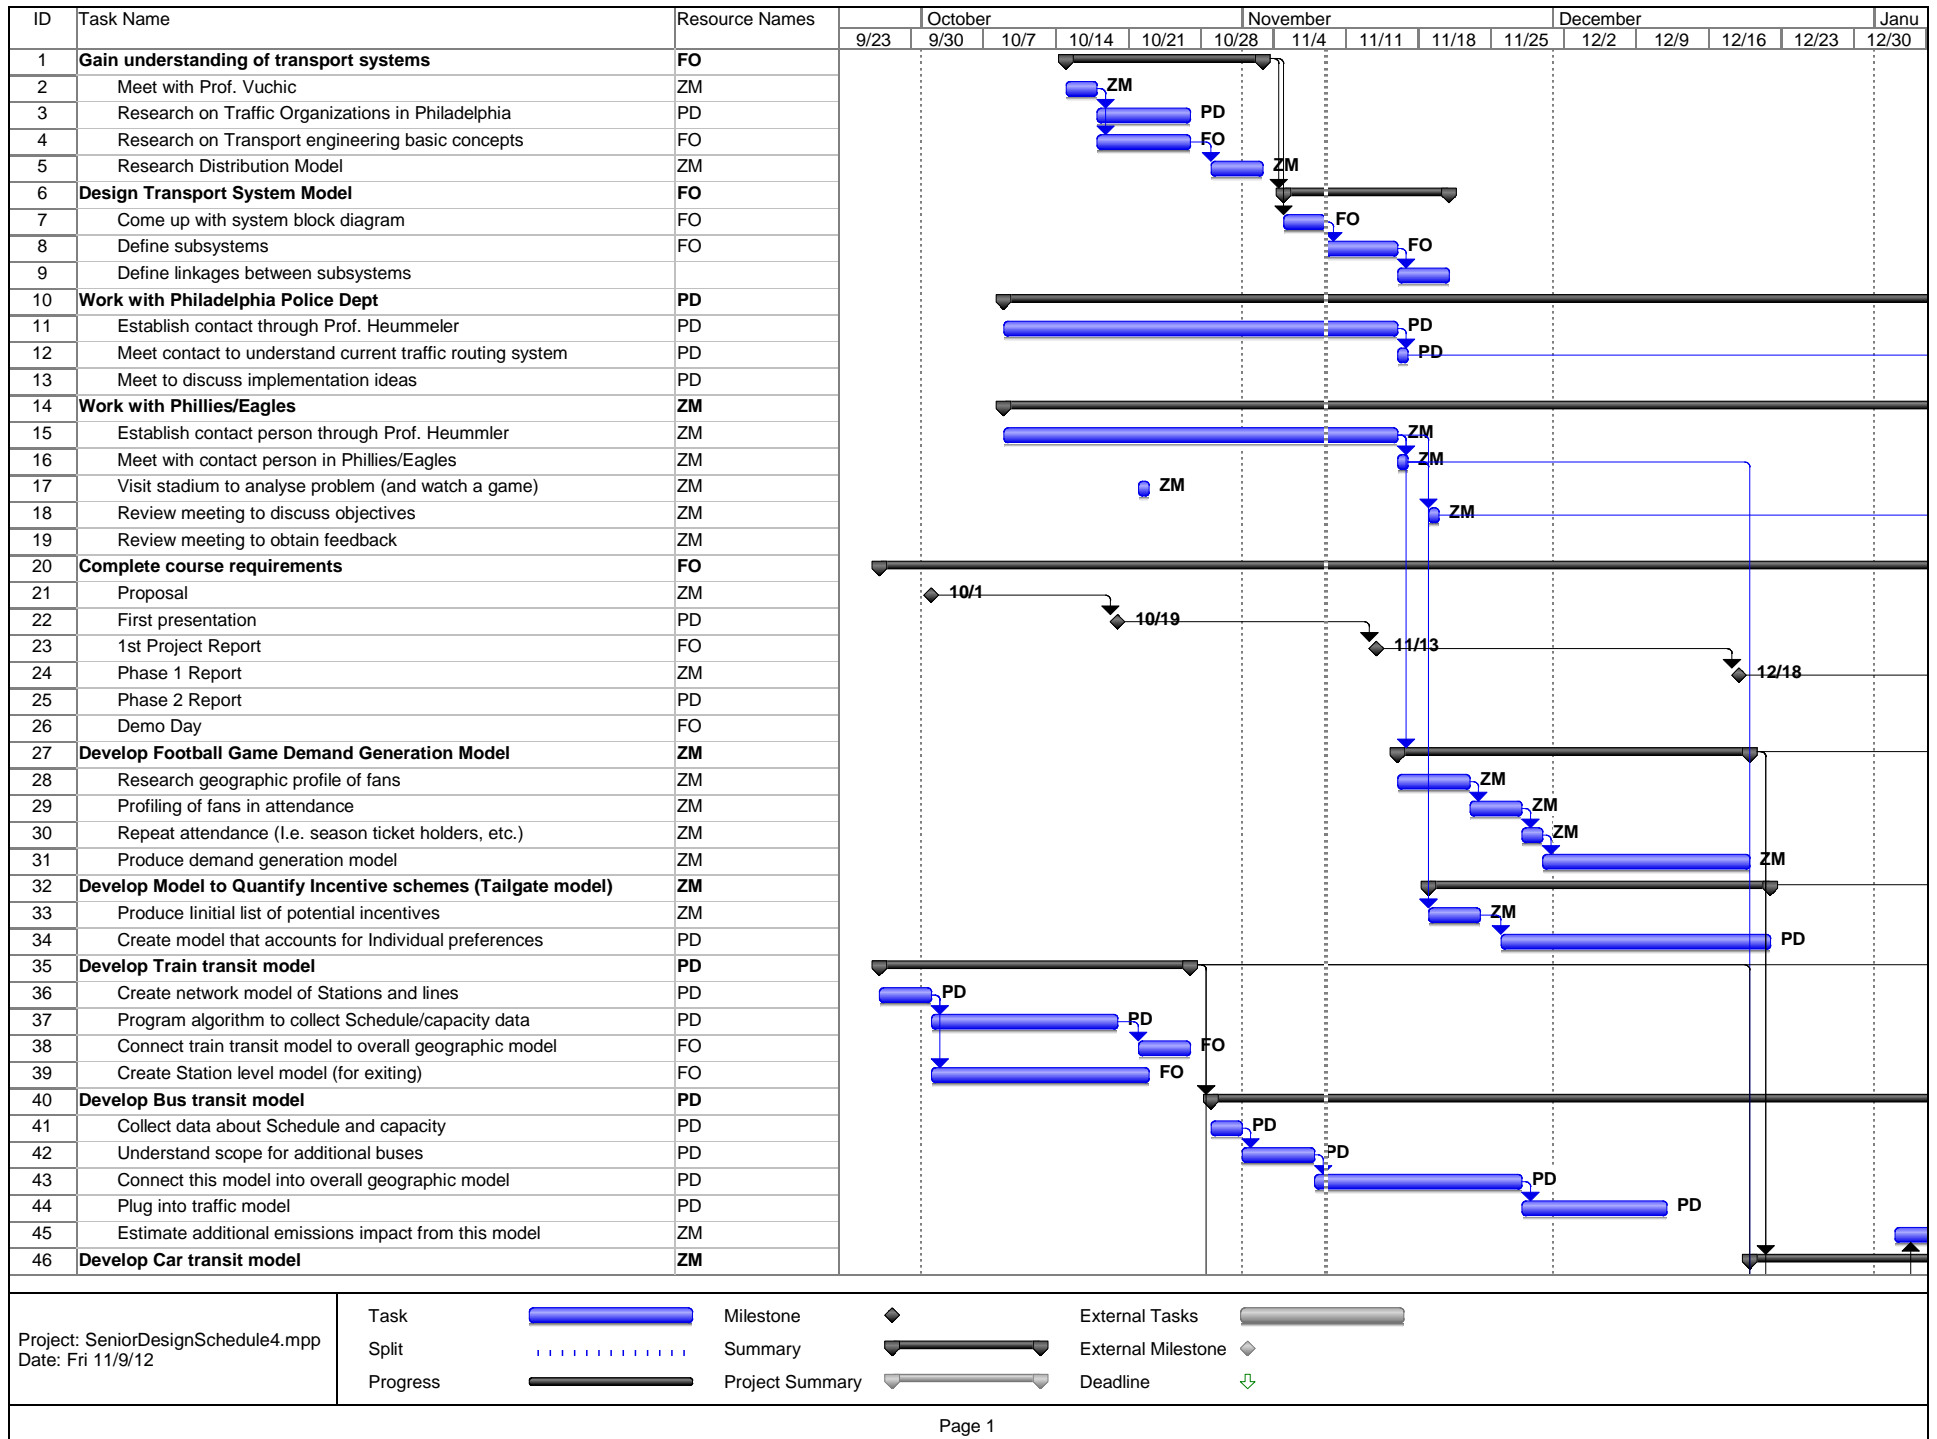 ID Task Name Resource Names October November December Janu
9/23 9/30 10/7 10/14 10/21 10/28 11/4 11/11 11/18 11/25 12/2 12/9 12/16 12/23 12/30
1 Gain understanding of transport systems FO
2 Meet with Prof. Vuchic ZM ZM
3 Research on Traffic Organizations in Philadelphia PD PD
4 Research on Transport engineering basic concepts FO FO
5 Research Distribution Model ZM ZM
6 Design Transport System Model FO
7 Come up with system block diagram FO FO
8 Define subsystems FO FO
9 Define linkages between subsystems
10 Work with Philadelphia Police Dept PD
11 Establish contact through Prof. Heummeler PD PD
12 Meet contact to understand current traffic routing system PD PD
13 Meet to discuss implementation ideas PD
14 Work with Phillies/Eagles ZM
15 Establish contact person through Prof. Heummler ZM ZM
16 Meet with contact person in Phillies/Eagles ZM ZM
17 Visit stadium to analyse problem (and watch a game) ZM ZM
18 Review meeting to discuss objectives ZM ZM
19 Review meeting to obtain feedback ZM
20 Complete course requirements FO
21 Proposal ZM 10/1
22 First presentation PD 10/19
23 1st Project Report FO 11/13
24 Phase 1 Report ZM 12/18
25 Phase 2 Report PD
26 Demo Day FO
27 Develop Football Game Demand Generation Model ZM
28 Research geographic profile of fans ZM ZM
29 Profiling of fans in attendance ZM ZM
30 Repeat attendance (I.e. season ticket holders, etc.) ZM ZM
31 Produce demand generation model ZM ZM
32 Develop Model to Quantify Incentive schemes (Tailgate model) ZM
33 Produce Iinitial list of potential incentives ZM ZM
34 Create model that accounts for Individual preferences PD PD
35 Develop Train transit model PD
36 Create network model of Stations and lines PD PD
37 Program algorithm to collect Schedule/capacity data PD PD
38 Connect train transit model to overall geographic model FO FO
39 Create Station level model (for exiting) FO FO
40 Develop Bus transit model PD
41 Collect data about Schedule and capacity PD PD
42 Understand scope for additional buses PD PD
43 Connect this model into overall geographic model PD PD
44 Plug into traffic model PD PD
45 Estimate additional emissions impact from this model ZM
46 Develop Car transit model ZM
Project: SeniorDesignSchedule4.mpp
Date: Fri 11/9/12
Task Milestone External Tasks
Split Summary External Milestone
Progress Project Summary Deadline
Page 1